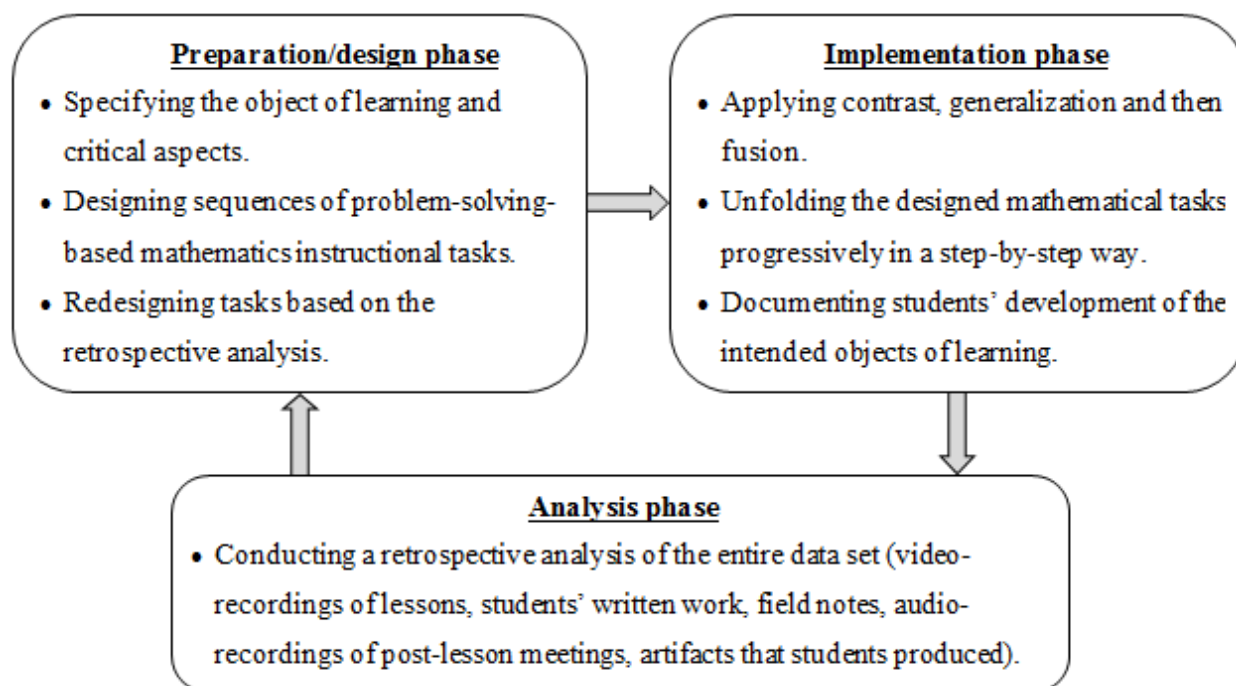 Preparation/design phase
• Specifying the object of learning and
critical aspects.
• Designing sequences of problem-solving-
based mathematics instructional tasks.
• Redesigning tasks based on the
retrospective analysis.
Implementation phase
• Applying contrast, generalization and then
fusion.
• Unfolding the designed mathematical tasks
progressively in a step-by-step way.
• Documenting students’ development of the
intended objects of learning.
Analysis phase
• Conducting a retrospective analysis of the entire data set (video-
recordings of lessons, students’ written work, field notes, audio-
recordings of post-lesson meetings, artifacts that students produced).